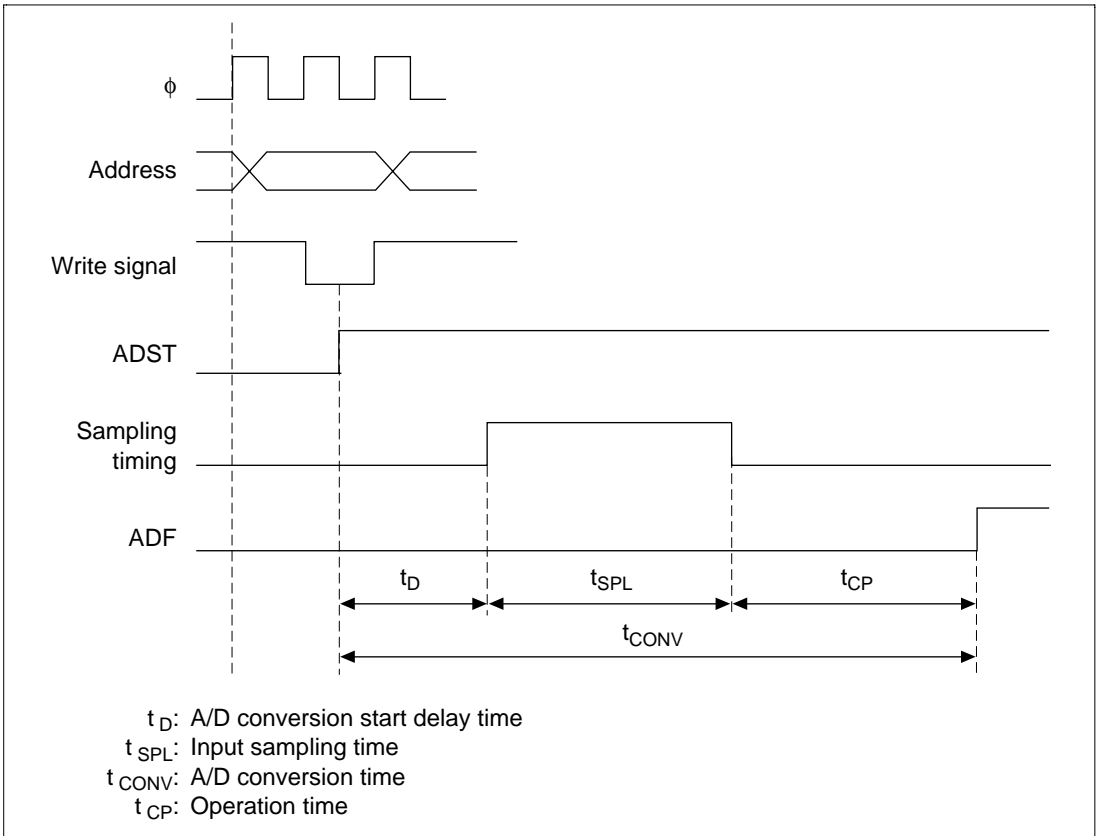 ϕ
Address
Write signal
ADST
Sampling
timing
ADF
tD
tSPL
tCP
tCONV
tD: A/D conversion start delay time
tSPL: Input sampling time
tCONV: A/D conversion time
tCP: Operation time